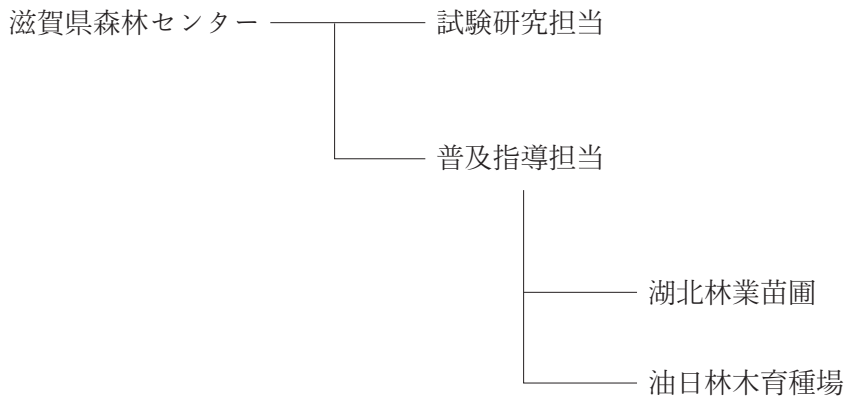 滋賀県森林センター
試験研究担当
普及指導担当
湖北林業苗圃
油日林木育種場